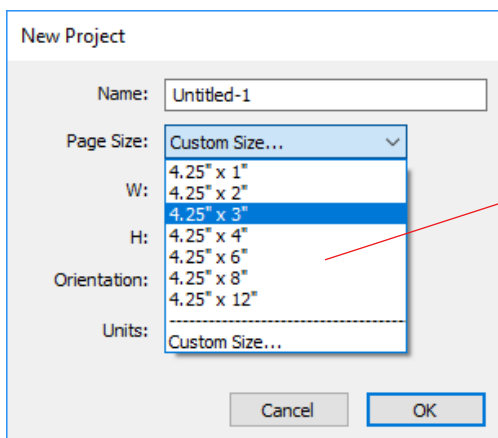 New Project
Name: Untitled-1
Page Size: Custom Size...
4.25" x 1"
W: 4.25" x 2"
4.25" x 3"
H: 4.25" x 4"
4.25" x 6"
Orientation: 4.25" x 8"
4.25" x 12"
Units: Custom Size...
Cancel OK